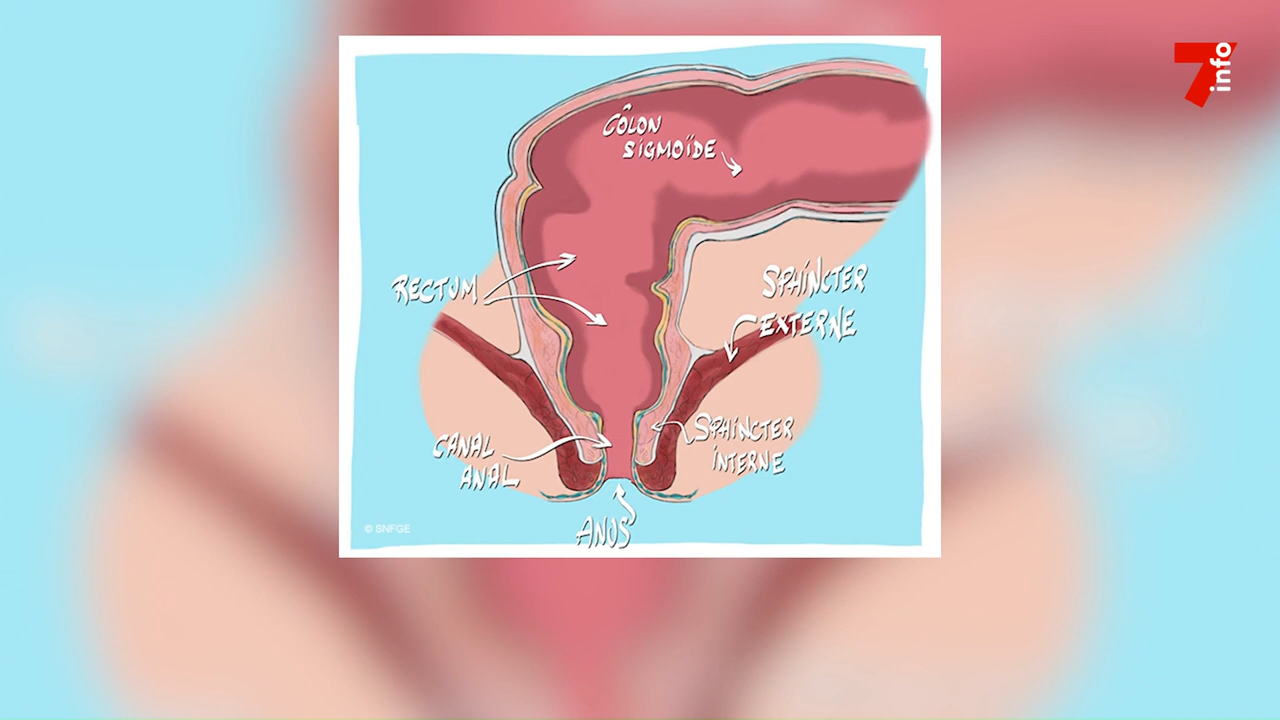 7 info
CÔLON
SIGMOÏDE
RECTUM
SPHINCTER
EXTERNE
SPHINCTER
INTERNE
CANAL
ANAL
ANUS
© SNFGE